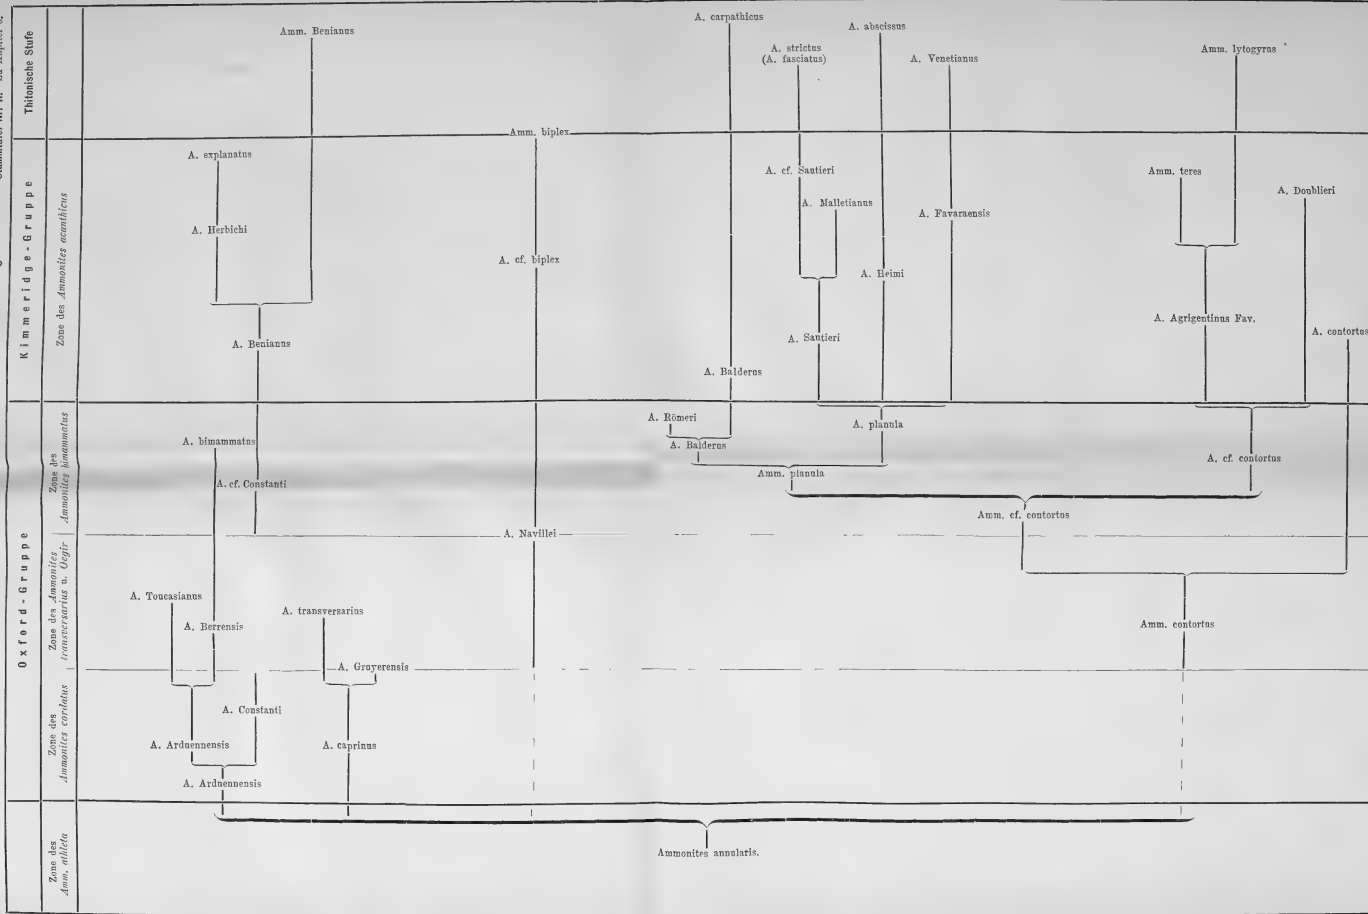 Thitonische Stufe
Amm. Benianus
A. carpathicus
A. strictus
(A. fasciatus)
A. abscissus
A. Venetianus
Amm. lytogyrus
Kimmeridge-Gruppe
Zone des Ammonites acanthicus
Amm. biplex
A. explanatus
A. Herbichi
A. cf. biplex
A. Benianus
A. cf. Sautieri
A. Malletianus
A. Favaraensis
A. Heimi
A. Sautieri
A. Balderus
Amm. teres
A. Doublieri
A. Agrigentinus Fav.
A. contortus
Oxford-Gruppe
Zone des
Ammonites bimammatus
A. bimammatus
A. cf. Constanti
A. Römeri
A. Balderus
A. planula
Amm. planula
A. cf. contortus
Amm. cf. contortus
Zone des Ammonites
transversarius u. Oegir
A. Navillei
A. Toucasianus
A. Berrensis
A. transversarius
A. Gruyerensis
Amm. contortus
Zone des
Ammonites cordatus
A. Constanti
A. Arduennensis
A. caprinus
A. Arduennensis
Zone des
Amm. athleta
Ammonites annularis.